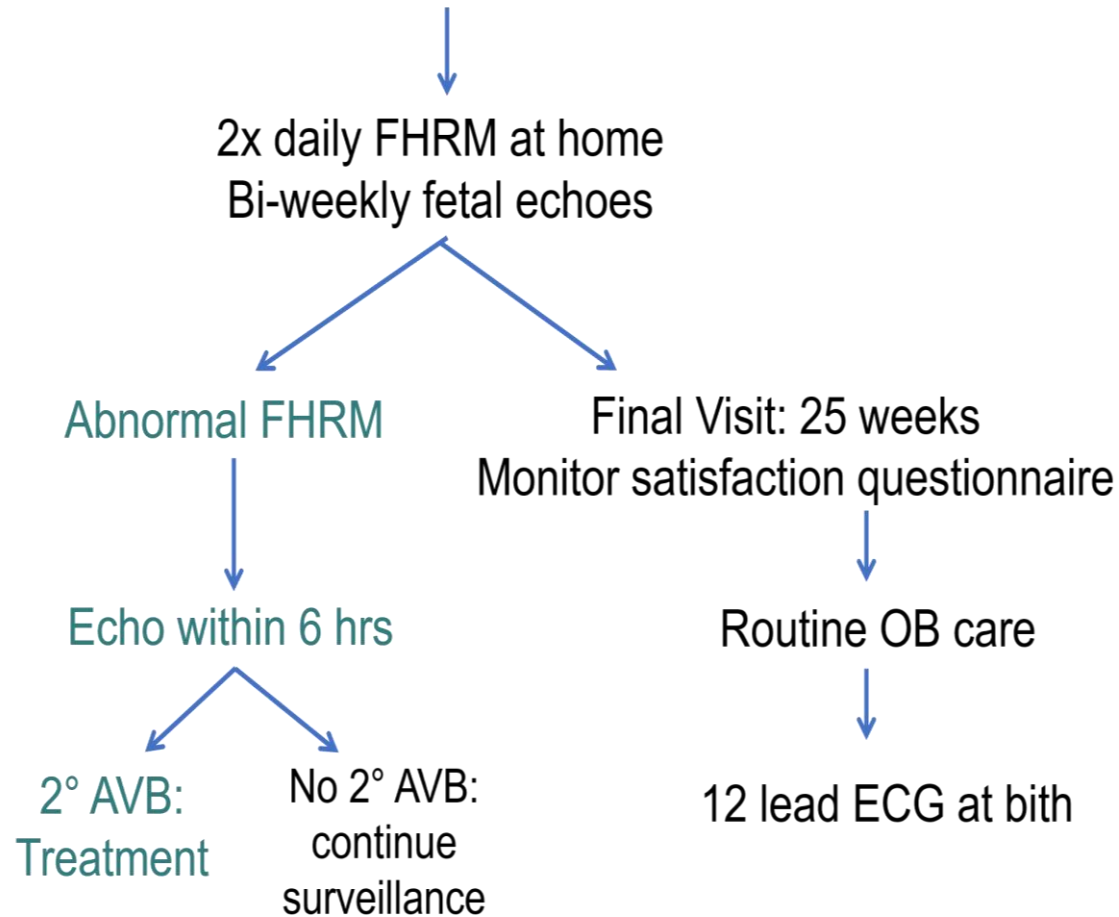 2x daily FHRM at home
Bi-weekly fetal echoes
Abnormal FHRM
Final Visit: 25 weeks
Monitor satisfaction questionnaire
Echo within 6 hrs
Routine OB care
2° AVB:
Treatment
No 2° AVB:
continue
surveillance
12 lead ECG at bith